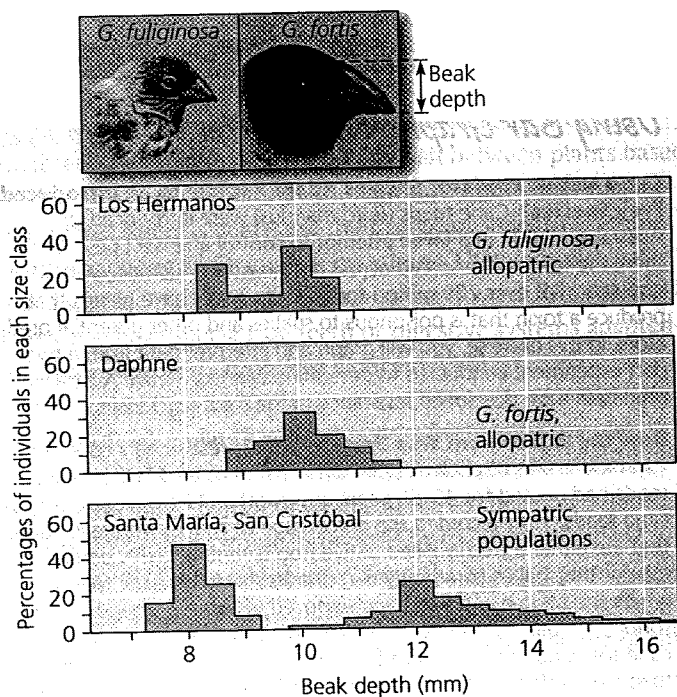 G. fuliginosa
G. fortis
Beak
depth
Percentages of individuals in each size class
60
40
20
0
Los Hermanos
G. fuliginosa,
allopatric
60
40
20
0
Daphne
G. fortis,
allopatric
60
40
20
0
Santa María, San Cristóbal
Sympatric
populations
8
10
12
14
16
Beak depth (mm)